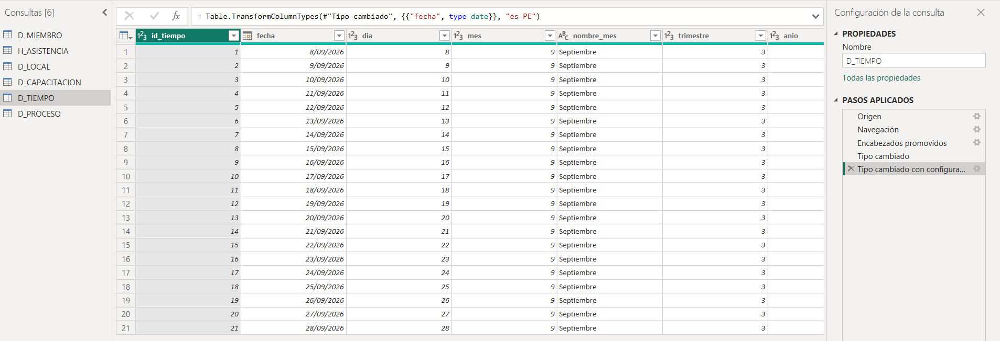 Consultas [6]
D_MIEMBRO
H_ASISTENCIA
D_LOCAL
D_CAPACITACION
D_TIEMPO
D_PROCESO
fx = Table.TransformColumnTypes(#"Tipo cambiado", {{"fecha", type date}}, "es-PE")
1²3 id_tiempo fecha 1²3 dia 1²3 mes ABC nombre_mes 1²3 trimestre 1²3 anio
1 1 8/09/2026 8 9 Septiembre 3
2 2 9/09/2026 9 9 Septiembre 3
3 3 10/09/2026 10 9 Septiembre 3
4 4 11/09/2026 11 9 Septiembre 3
5 5 12/09/2026 12 9 Septiembre 3
6 6 13/09/2026 13 9 Septiembre 3
7 7 14/09/2026 14 9 Septiembre 3
8 8 15/09/2026 15 9 Septiembre 3
9 9 16/09/2026 16 9 Septiembre 3
10 10 17/09/2026 17 9 Septiembre 3
11 11 18/09/2026 18 9 Septiembre 3
12 12 19/09/2026 19 9 Septiembre 3
13 13 20/09/2026 20 9 Septiembre 3
14 14 21/09/2026 21 9 Septiembre 3
15 15 22/09/2026 22 9 Septiembre 3
16 16 23/09/2026 23 9 Septiembre 3
17 17 24/09/2026 24 9 Septiembre 3
18 18 25/09/2026 25 9 Septiembre 3
19 19 26/09/2026 26 9 Septiembre 3
20 20 27/09/2026 27 9 Septiembre 3
21 21 28/09/2026 28 9 Septiembre 3
Configuración de la consulta
PROPIEDADES
Nombre
D_TIEMPO
Todas las propiedades
PASOS APLICADOS
Origen
Navegación
Encabezados promovidos
Tipo cambiado
Tipo cambiado con configura...